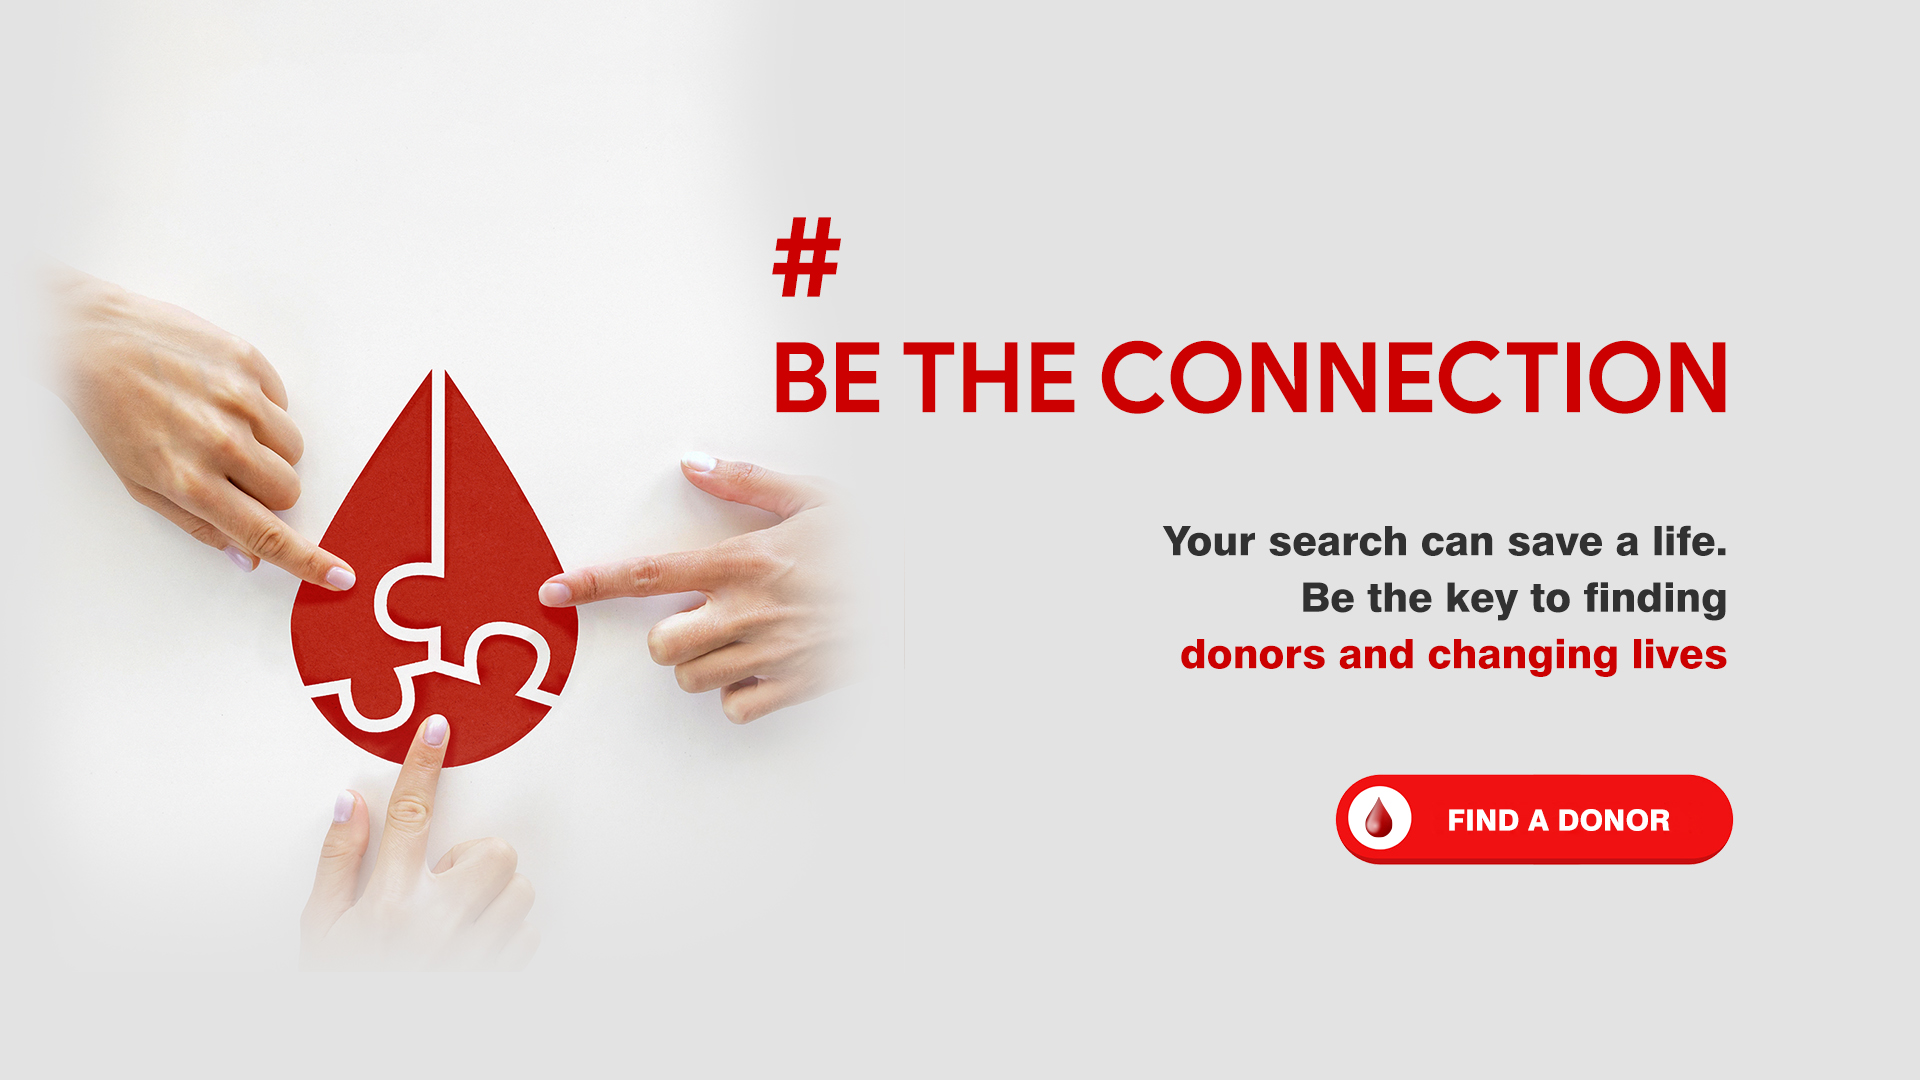 #
BE THE CONNECTION
Your search can save a life.
Be the key to finding
donors and changing lives
FIND A DONOR